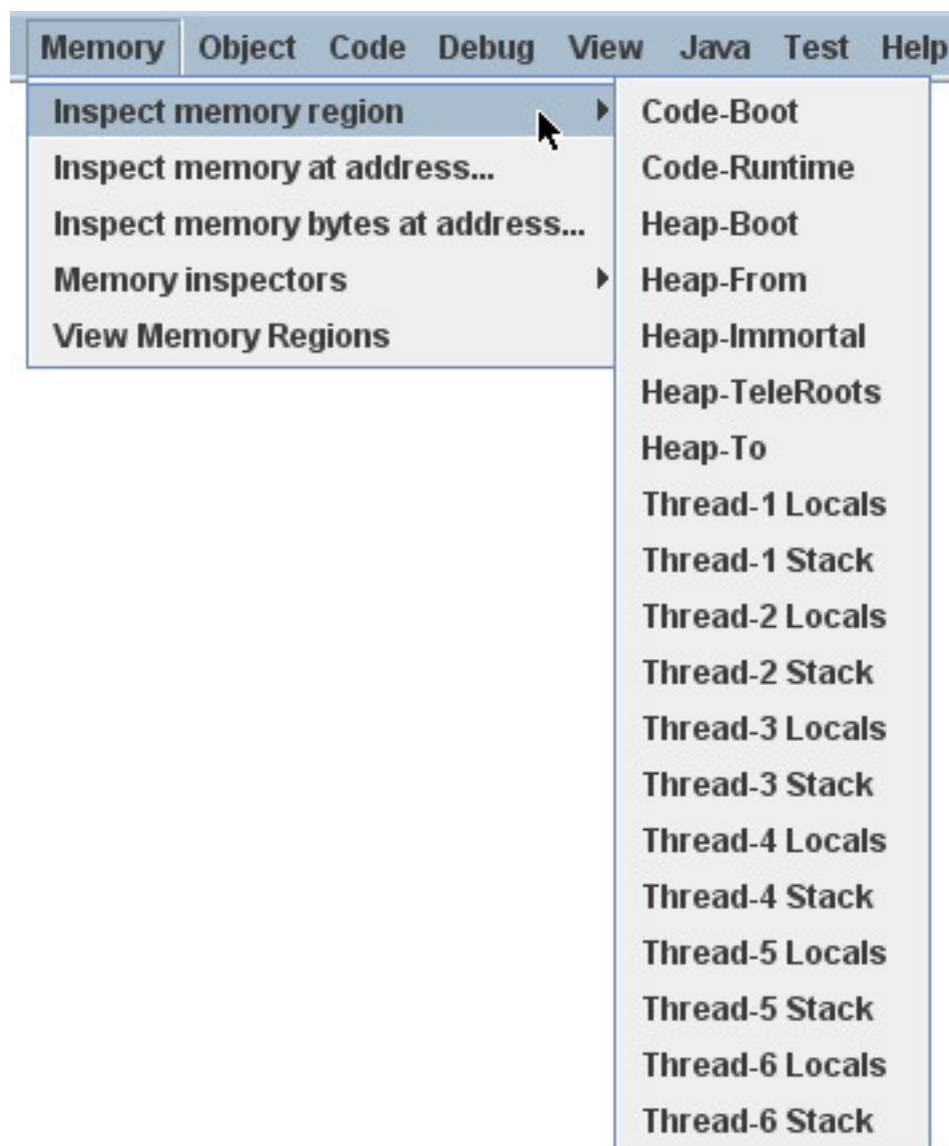 Memory Object Code Debug View Java Test Help
Inspect memory region
Inspect memory at address...
Inspect memory bytes at address...
Memory inspectors
View Memory Regions
Code-Boot
Code-Runtime
Heap-Boot
Heap-From
Heap-Immortal
Heap-TeleRoots
Heap-To
Thread-1 Locals
Thread-1 Stack
Thread-2 Locals
Thread-2 Stack
Thread-3 Locals
Thread-3 Stack
Thread-4 Locals
Thread-4 Stack
Thread-5 Locals
Thread-5 Stack
Thread-6 Locals
Thread-6 Stack